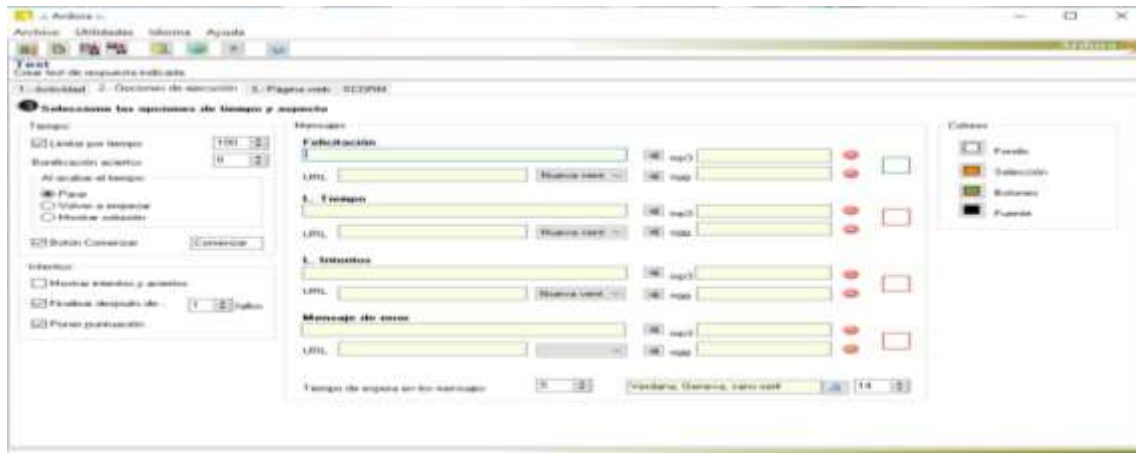 .: Ardora :.
Archivo Utilidades Idioma Ayuda
Ardora
Test
Crear test de respuesta indicada
1.- Actividad 2.- Opciones de ejecución 3.- Página web SCORM
Seleccione las opciones de tiempo y aspecto
Tiempo
Limitar por tiempo
Bonificación aciertos
Al acabar el tiempo
Parar
Volver a empezar
Mostrar solución
Botón Comenzar Comenzar
Intentos
Mostrar intentos y aciertos
Finalizar después de... 1 fallos
Poner puntuación
Mensajes
Felicitación
mp3
URL Nueva vent ogg
L. Tiempo
mp3
URL Nueva vent ogg
L. Intentos
mp3
URL Nueva vent ogg
Mensaje de error
mp3
URL ogg
Tiempo de espera en los mensajes Verdana, Geneva, sans-serif 14
Colores
Fondo
Selección
Botones
Fuente